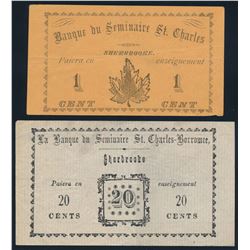 Banque du Seminaire St. Charles
SHERBROOKE.
Paiera en enseignement
1 1
CENT CENT
La Banque du Seminaire St. Charles-Borromee,
Sherbrooke
Paiera en enseignement
20 20 20
CENTS CENTS